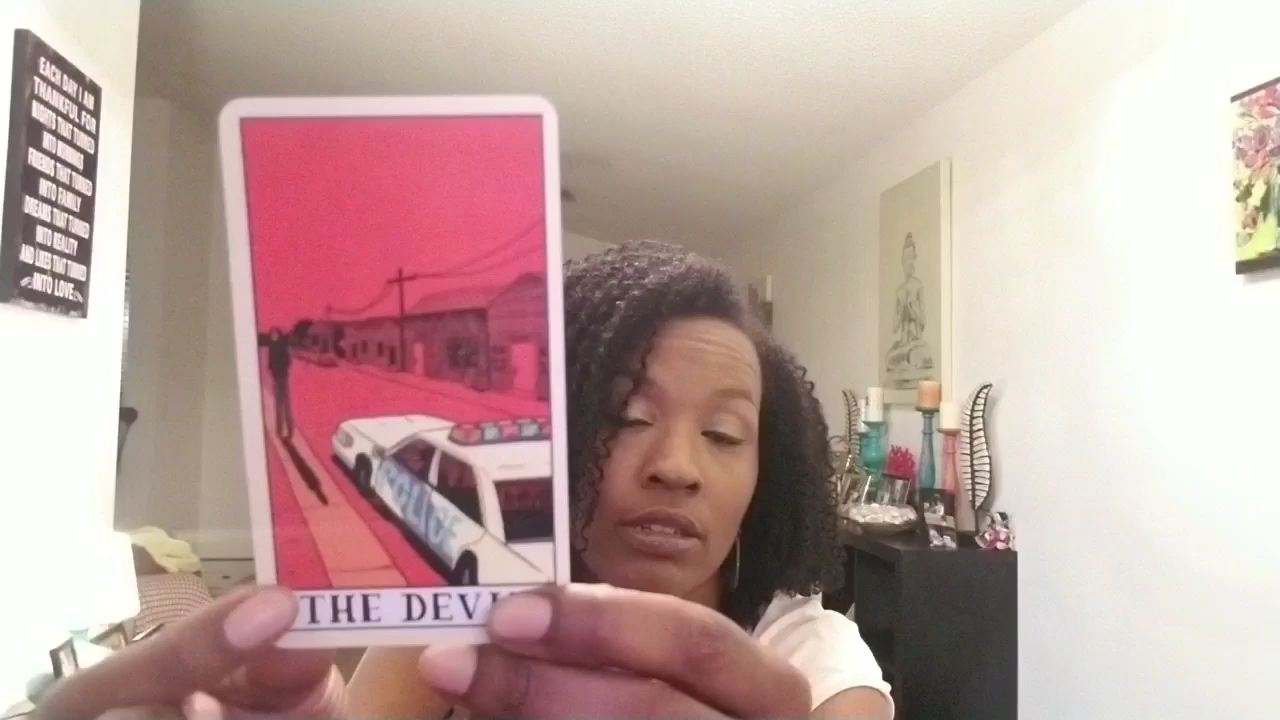 EACH DAY I AM
THANKFUL FOR
NIGHTS THAT TURNED
INTO MORNINGS
FRIENDS THAT TURNED
INTO FAMILY
DREAMS THAT TURNED
INTO REALITY
AND LIKES THAT TURNED
INTO LOVE
POLICE
THE DEVI